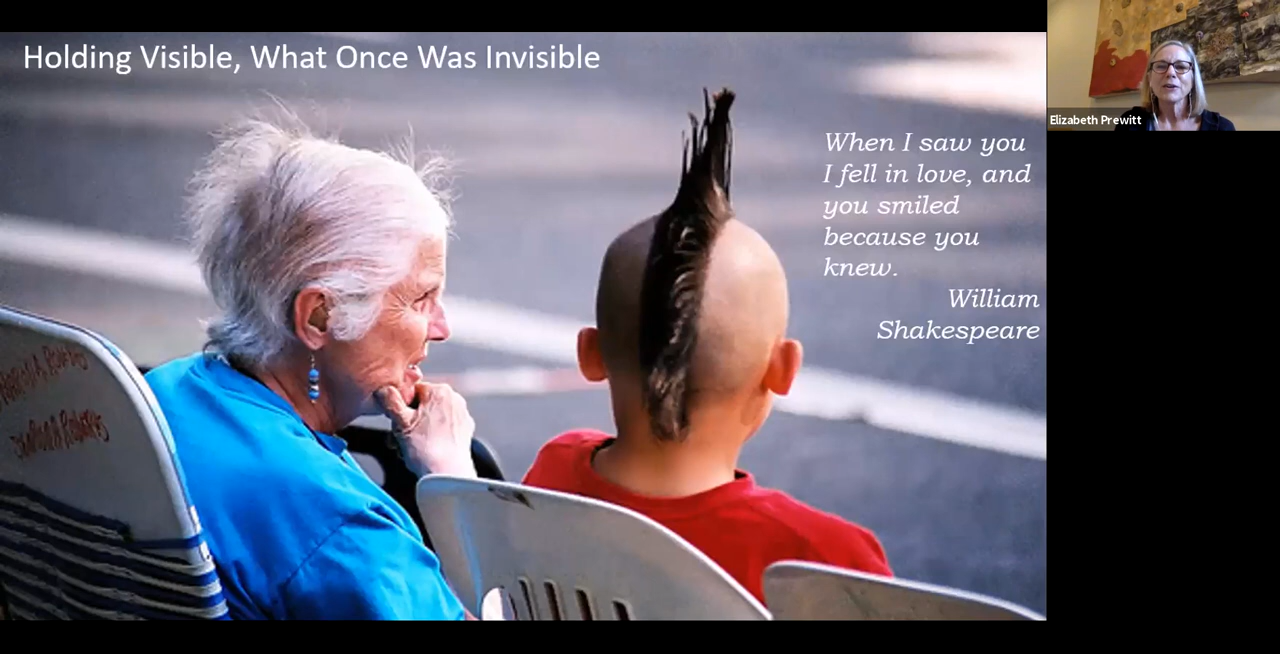 Holding Visible, What Once Was Invisible
Elizabeth Prewitt
When I saw you
I fell in love, and
you smiled
because you
knew.
William
Shakespeare